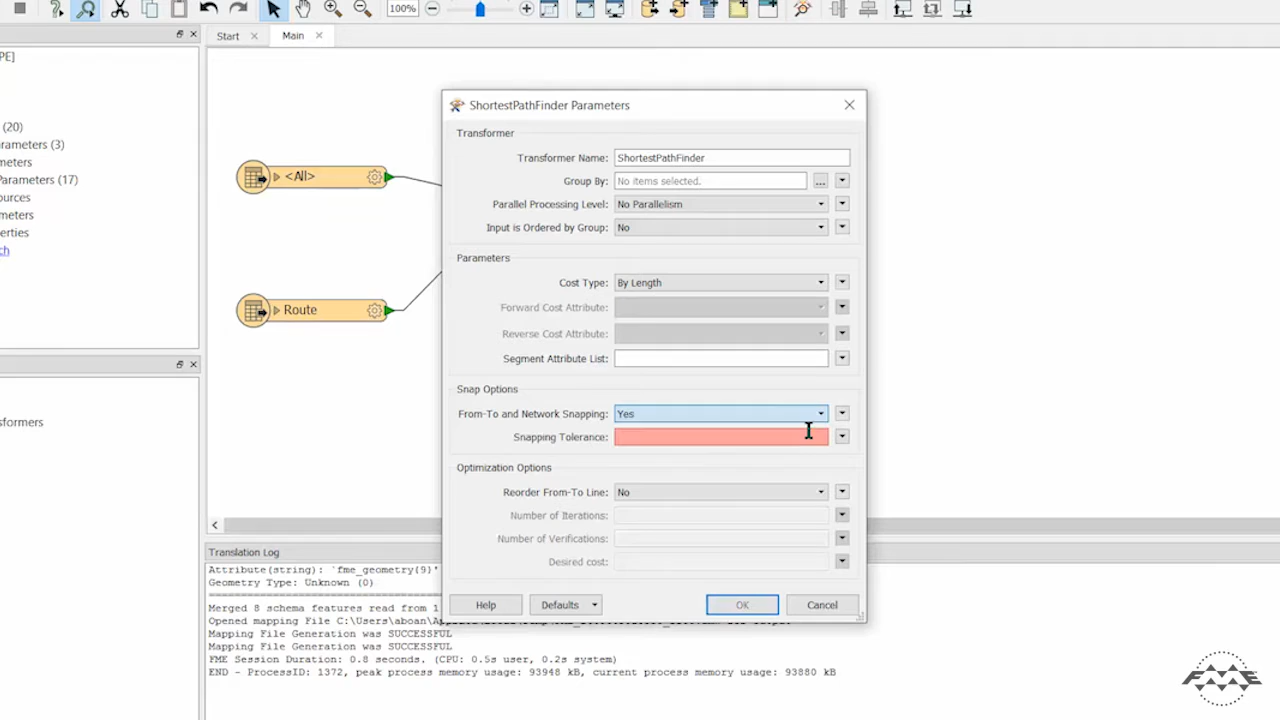 100%
Start
Main
PE]
(20)
arameters (3)
meters
Parameters (17)
ources
meters
erties
ch
<All>
Route
sformers
ShortestPathFinder Parameters
Transformer
Transformer Name: ShortestPathFinder
Group By: No items selected. ...
Parallel Processing Level: No Parallelism
Input is Ordered by Group: No
Parameters
Cost Type: By Length
Forward Cost Attribute:
Reverse Cost Attribute:
Segment Attribute List:
Snap Options
From-To and Network Snapping: Yes
Snapping Tolerance:
Optimization Options
Reorder From-To Line: No
Number of Iterations:
Number of Verifications:
Desired cost:
Help Defaults OK Cancel
Translation Log
Attribute(string): `fme_geometry{9}'
Geometry Type: Unknown (0)
Merged 8 schema features read from 1
Opened mapping File C:\Users\aboan\
Mapping File Generation was SUCCESSFUL
Mapping File Generation was SUCCESSFUL
FME Session Duration: 0.8 seconds. (CPU: 0.5s user, 0.2s system)
END - ProcessID: 1372, peak process memory usage: 93948 kB, current process memory usage: 93880 kB
FME